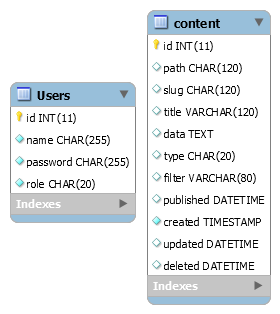 Users
id INT(11)
name CHAR(255)
password CHAR(255)
role CHAR(20)
Indexes
content
id INT(11)
path CHAR(120)
slug CHAR(120)
title VARCHAR(120)
data TEXT
type CHAR(20)
filter VARCHAR(80)
published DATETIME
created TIMESTAMP
updated DATETIME
deleted DATETIME
Indexes